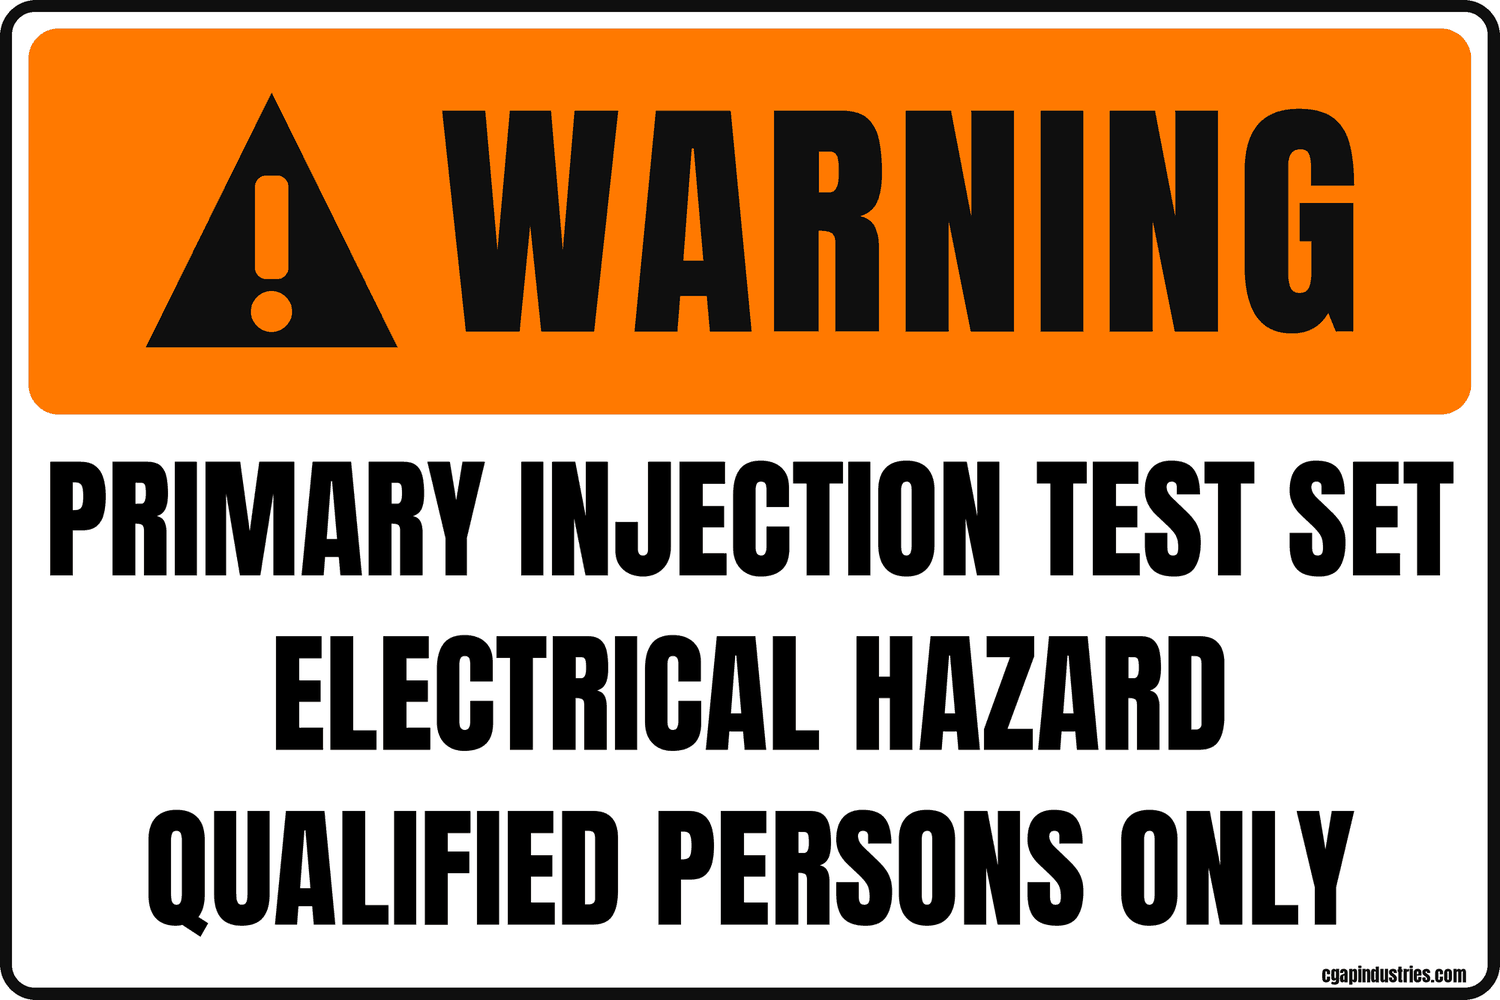 WARNING
PRIMARY INJECTION TEST SET
ELECTRICAL HAZARD
QUALIFIED PERSONS ONLY
cgapindustries.com